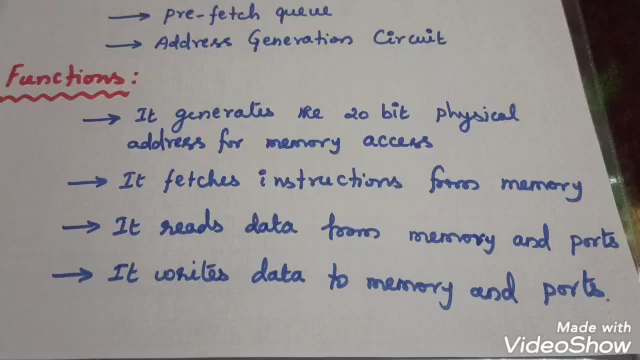 → Pre-fetch queue
→ Address Generation Circuit
Functions:
→ It generates the 20 bit physical
address for memory access
→ It fetches instructions from memory
→ It reads data from memory and ports
→ It writes data to memory and ports.
Made with
VideoShow